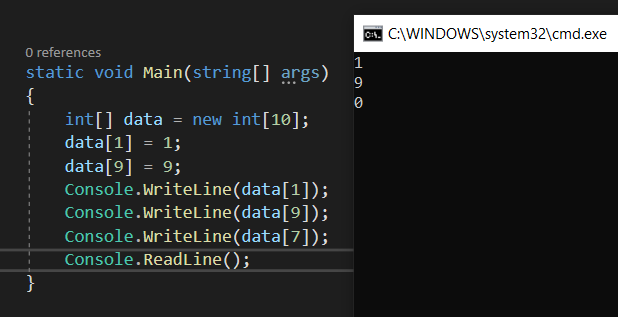 0 references
static void Main(string[] args)
{
int[] data = new int[10];
data[1] = 1;
data[9] = 9;
Console.WriteLine(data[1]);
Console.WriteLine(data[9]);
Console.WriteLine(data[7]);
Console.ReadLine();
}
C:\WINDOWS\system32\cmd.exe
1
9
0